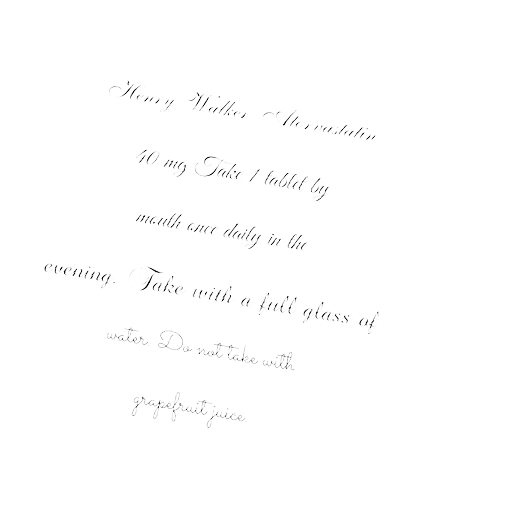 Henry Walker Atorvastatin
40 mg Take 1 tablet by
mouth once daily in the
evening. Take with a full glass of
water. Do not take with
grapefruit juice